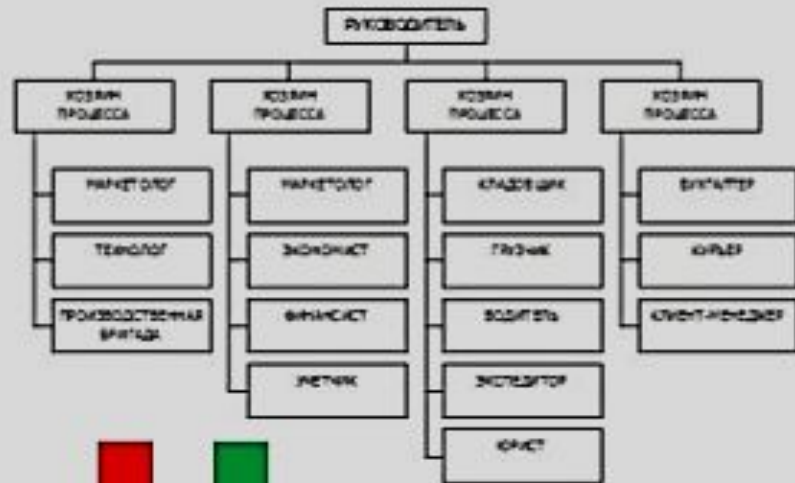 РУКОВОДИТЕЛЬ
ХОЗЯИН
ПРОЦЕССА
ХОЗЯИН
ПРОЦЕССА
ХОЗЯИН
ПРОЦЕССА
ХОЗЯИН
ПРОЦЕССА
МАРКЕТОЛОГ
ТЕХНОЛОГ
ПРОИЗВОДСТВЕННАЯ
БРИГАДА
МАРКЕТОЛОГ
ЭКОНОМИСТ
ФИНАНСИСТ
УЧЕТЧИК
КЛАДОВЩИК
ГРУЗЧИК
ВОДИТЕЛЬ
ЭКСПЕДИТОР
ЮРИСТ
БУХГАЛТЕР
КУРЬЕР
КЛИЕНТ-МЕНЕДЖЕР